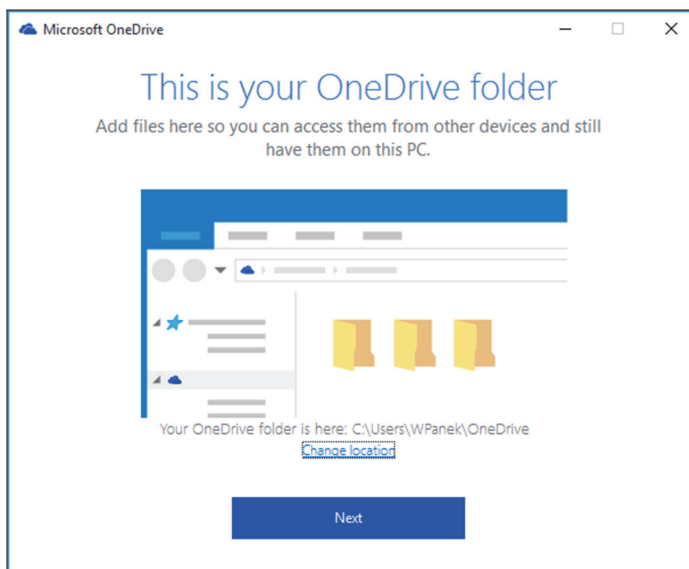 Microsoft OneDrive
This is your OneDrive folder
Add files here so you can access them from other devices and still
have them on this PC.
Your OneDrive folder is here: C:\Users\WPanek\OneDrive
Change location
Next